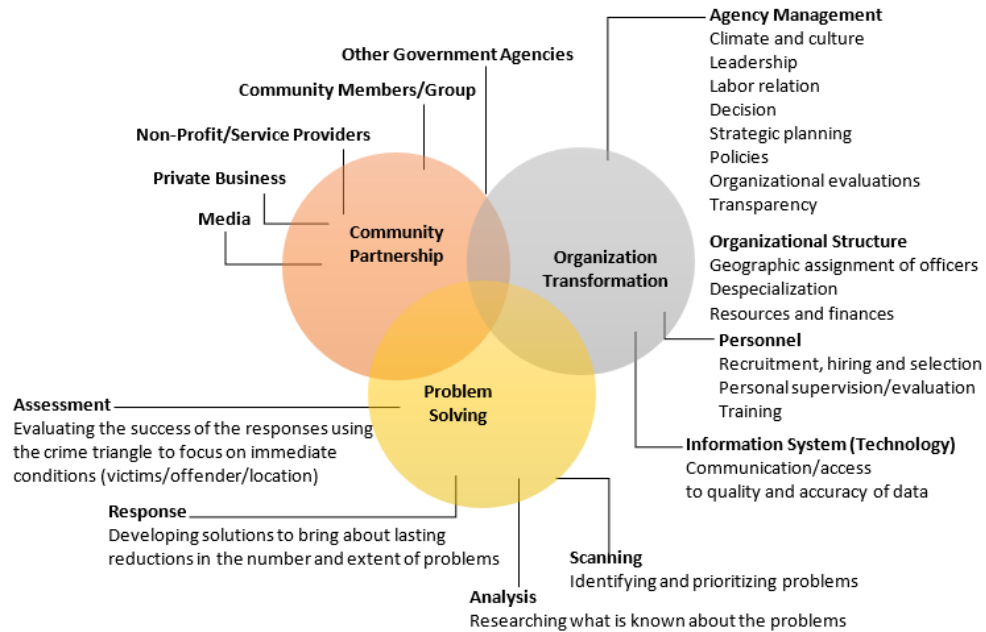 Other Government Agencies
Community Members/Group
Non-Profit/Service Providers
Private Business
Media
Community
Partnership
Organization
Transformation
Problem
Solving
Agency Management
Climate and culture
Leadership
Labor relation
Decision
Strategic planning
Policies
Organizational evaluations
Transparency
Organizational Structure
Geographic assignment of officers
Despecialization
Resources and finances
Personnel
Recruitment, hiring and selection
Personal supervision/evaluation
Training
Information System (Technology)
Communication/access
to quality and accuracy of data
Assessment
Evaluating the success of the responses using
the crime triangle to focus on immediate
conditions (victims/offender/location)
Response
Developing solutions to bring about lasting
reductions in the number and extent of problems
Scanning
Identifying and prioritizing problems
Analysis
Researching what is known about the problems